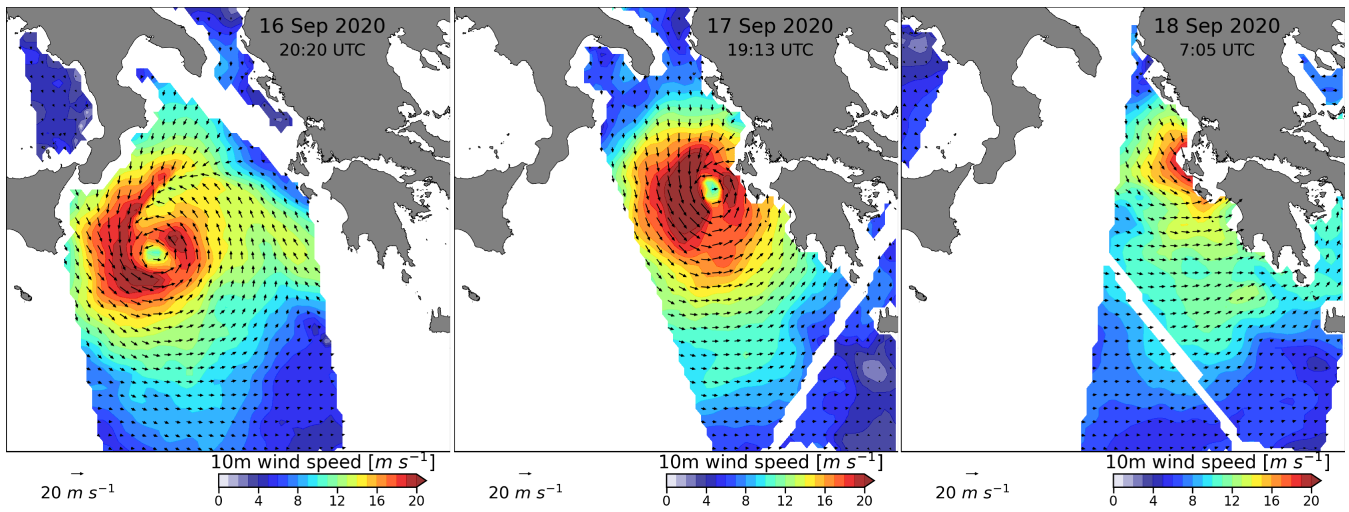 16 Sep 2020
20:20 UTC
17 Sep 2020
19:13 UTC
18 Sep 2020
7:05 UTC
10m wind speed [m s⁻¹]
20 m s⁻¹
0 4 8 12 16 20
10m wind speed [m s⁻¹]
20 m s⁻¹
0 4 8 12 16 20
10m wind speed [m s⁻¹]
20 m s⁻¹
0 4 8 12 16 20